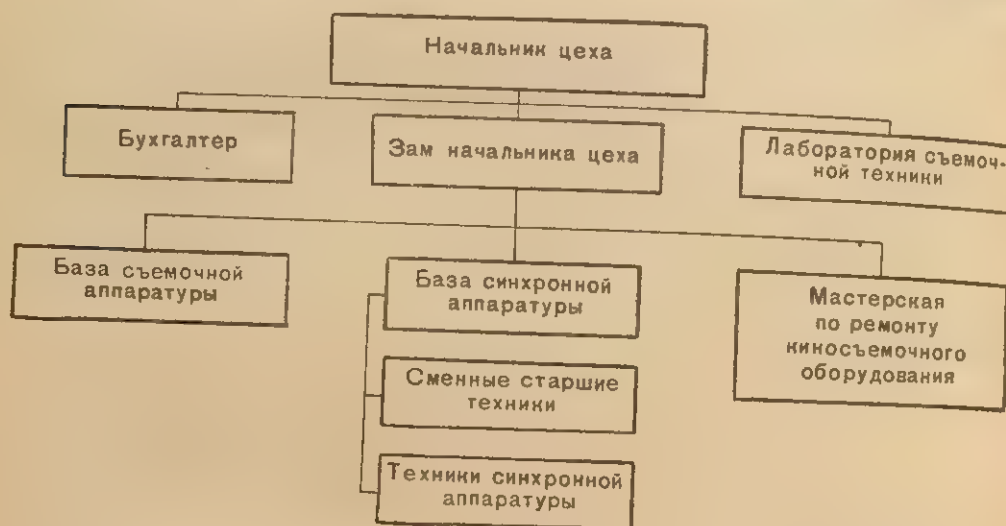 Начальник цеха
Бухгалтер
Зам начальника цеха
Лаборатория съемоч-
ной техники
База съемочной
аппаратуры
База синхронной
аппаратуры
Мастерская
по ремонту
киносъемочного
оборудования
Сменные старшие
техники
Техники синхронной
аппаратуры